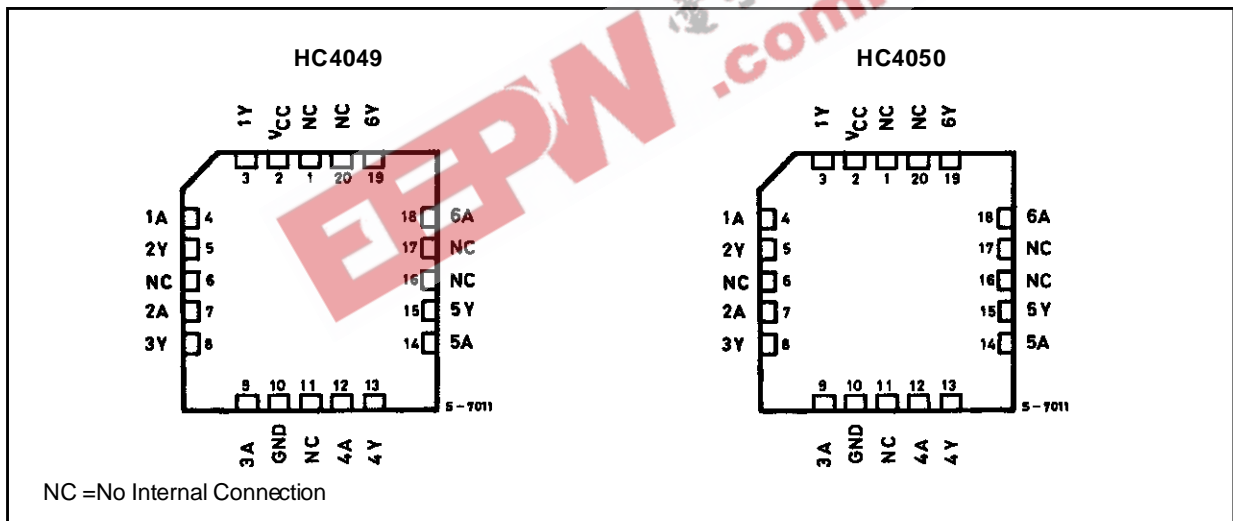 HC4049
HC4050
1Y VCC NC NC 6Y
3 2 1 20 19
1A 4
2Y 5
NC 6
2A 7
3Y 8
18 6A
17 NC
16 NC
15 5Y
14 5A
9 10 11 12 13
3A GND NC 4A 4Y
S-7011
1Y VCC NC NC 6Y
3 2 1 20 19
1A 4
2Y 5
NC 6
2A 7
3Y 8
18 6A
17 NC
16 NC
15 6Y
14 5A
9 10 11 12 13
3A GND NC 4A 4Y
S-7011
NC =No Internal Connection
EEPW
.com